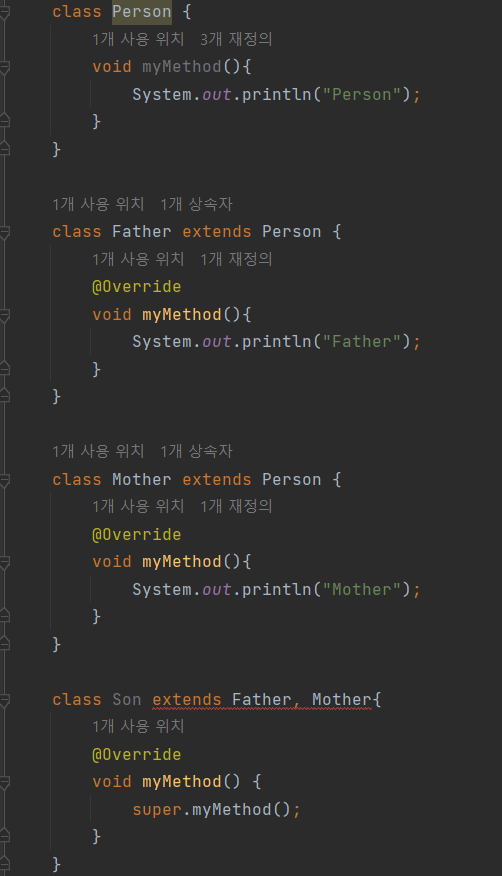 class Person {
1개 사용 위치   3개 재정의
void myMethod(){
System.out.println("Person");
}
}
1개 사용 위치   1개 상속자
class Father extends Person {
1개 사용 위치   1개 재정의
@Override
void myMethod(){
System.out.println("Father");
}
}
1개 사용 위치   1개 상속자
class Mother extends Person {
1개 사용 위치   1개 재정의
@Override
void myMethod(){
System.out.println("Mother");
}
}
class Son extends Father, Mother{
1개 사용 위치
@Override
void myMethod() {
super.myMethod();
}
}